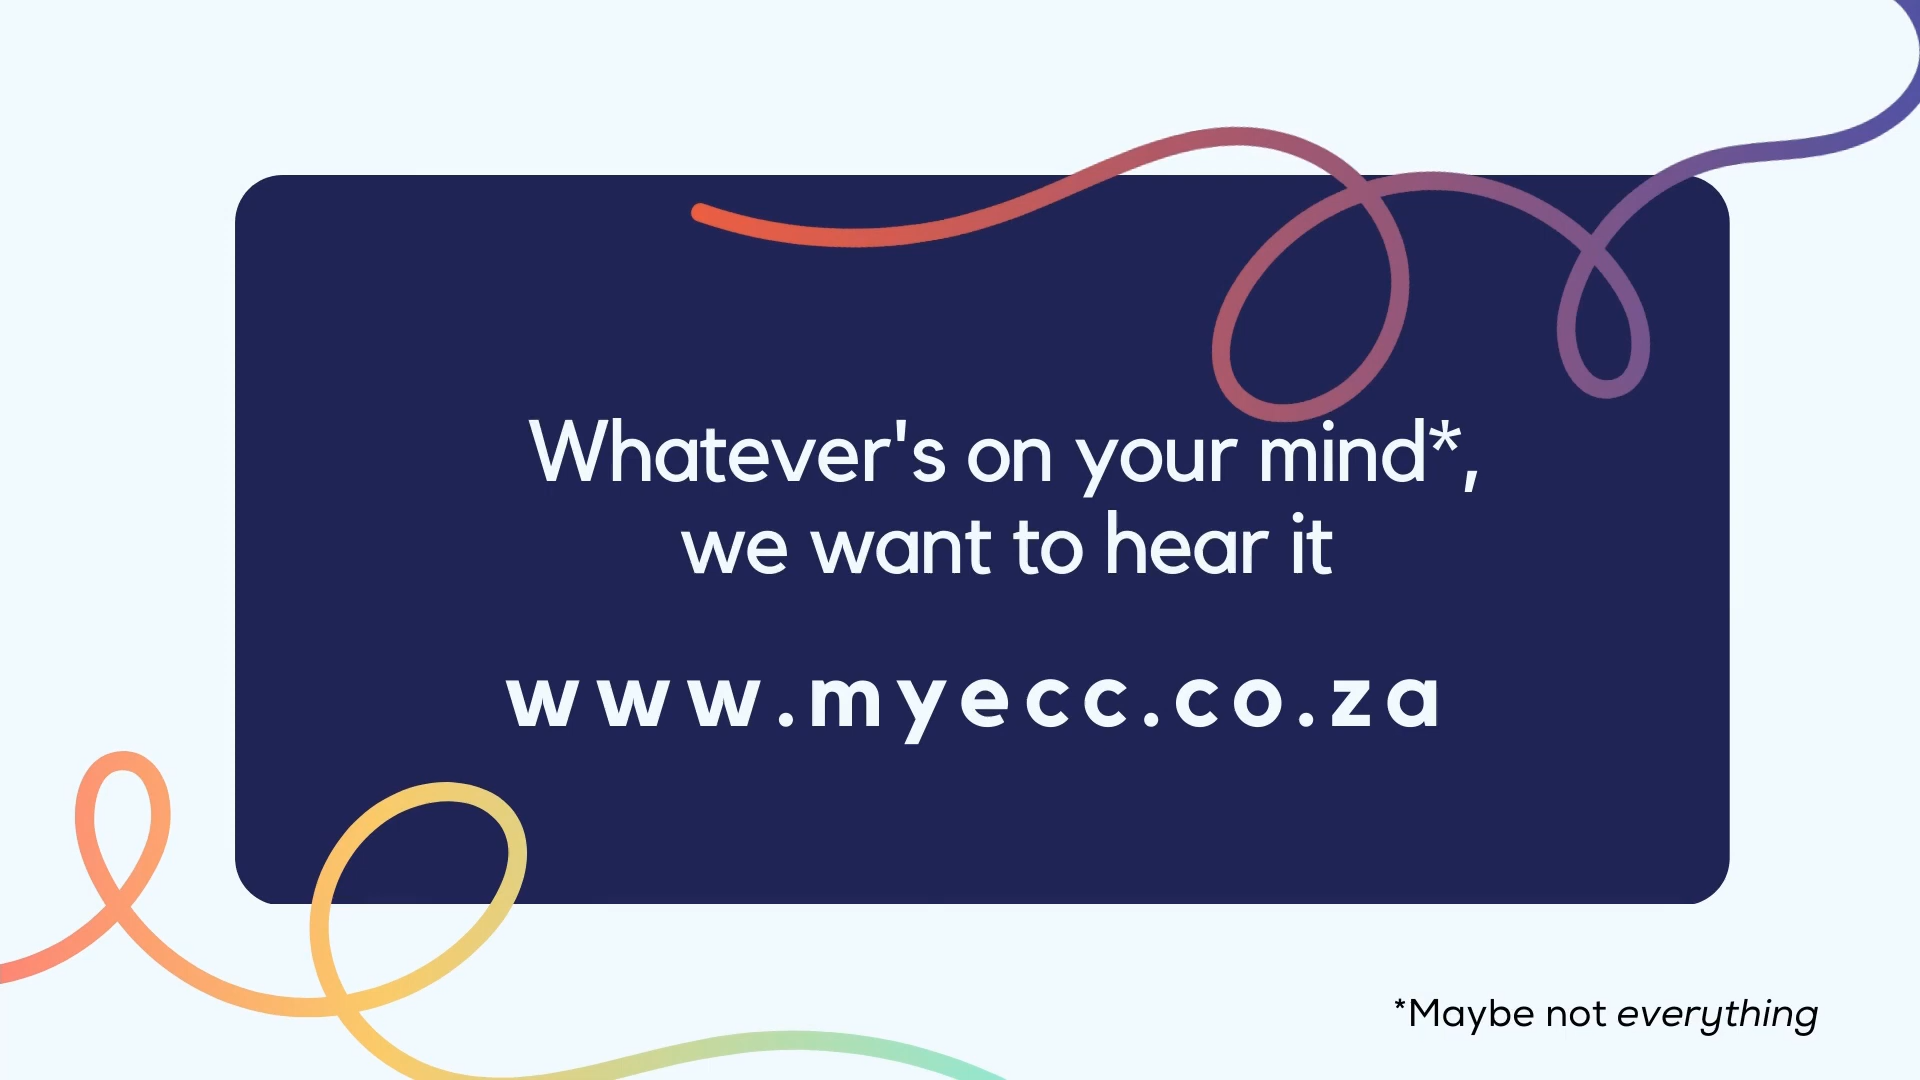 Whatever's on your mind*,
we want to hear it
www.myecc.co.za
*Maybe not everything